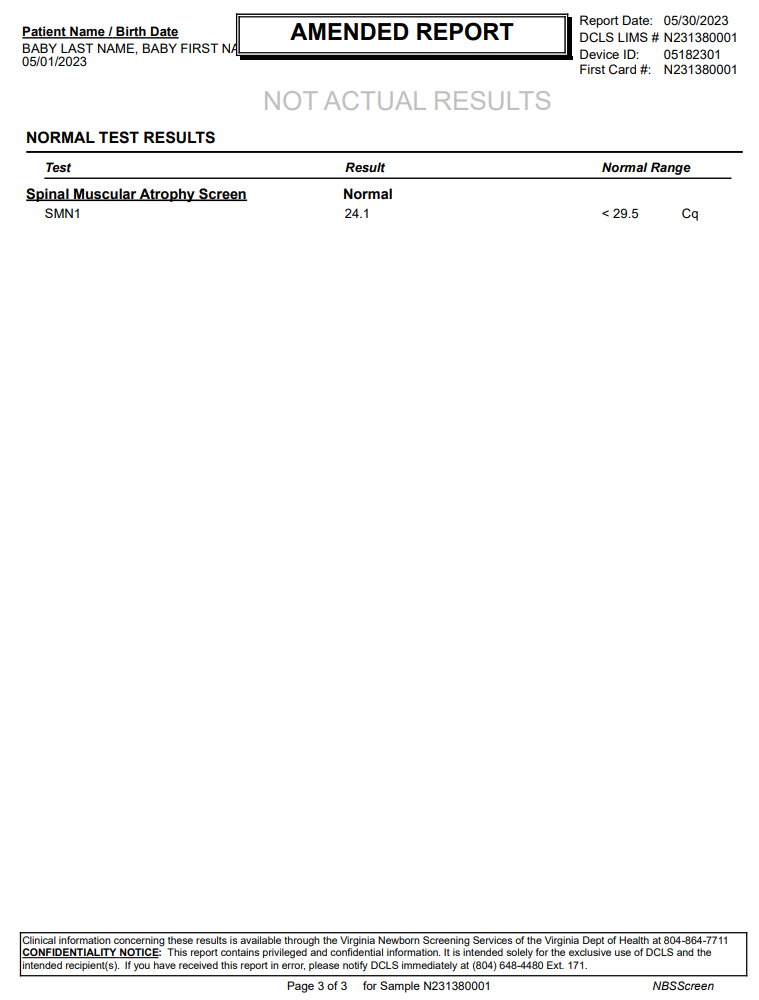 Patient Name / Birth Date
BABY LAST NAME, BABY FIRST NA
05/01/2023
AMENDED REPORT
Report Date: 05/30/2023
DCLS LIMS # N231380001
Device ID: 05182301
First Card #: N231380001
NOT ACTUAL RESULTS
NORMAL TEST RESULTS
Test Result Normal Range
Spinal Muscular Atrophy Screen Normal
SMN1 24.1 < 29.5 Cq
Clinical information concerning these results is available through the Virginia Newborn Screening Services of the Virginia Dept of Health at 804-864-7711
CONFIDENTIALITY NOTICE: This report contains privileged and confidential information. It is intended solely for the exclusive use of DCLS and the
intended recipient(s). If you have received this report in error, please notify DCLS immediately at (804) 648-4480 Ext. 171.
Page 3 of 3 for Sample N231380001 NBSScreen